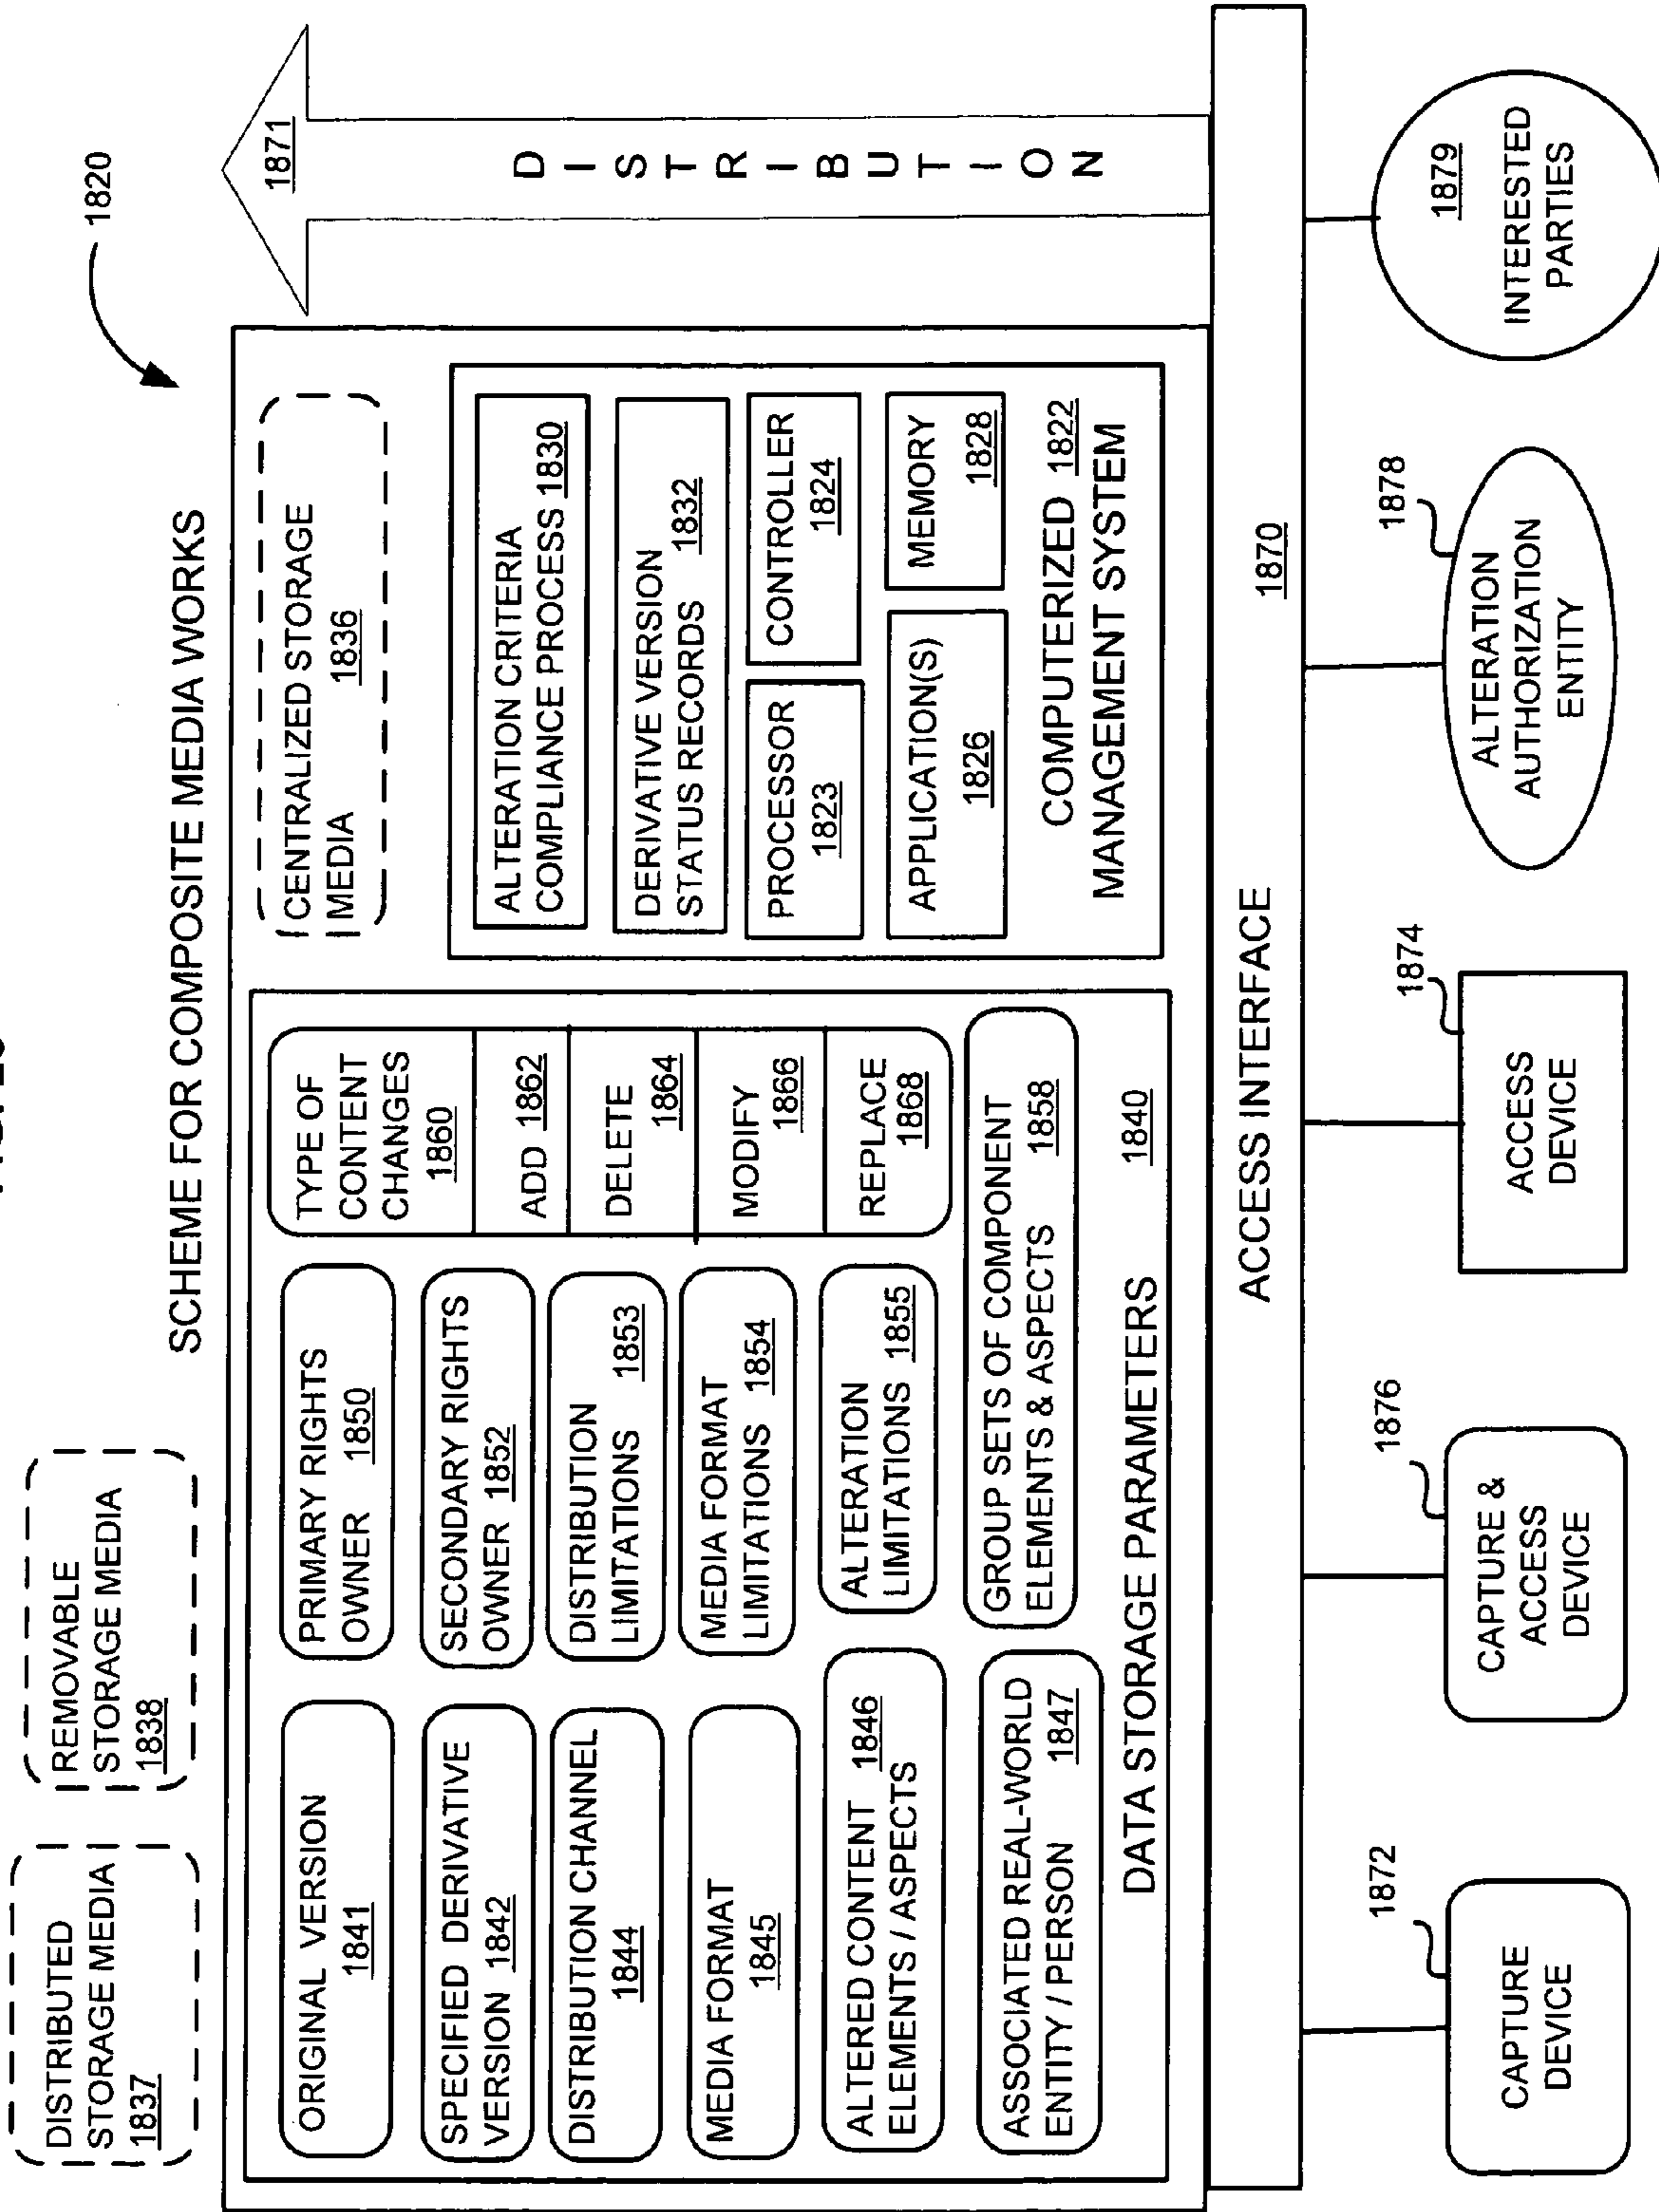 SCHEME FOR COMPOSITE MEDIA WORKS
1820
DISTRIBUTED
STORAGE MEDIA
1837
REMOVABLE
STORAGE MEDIA
1838
CENTRALIZED STORAGE
MEDIA 1836
ORIGINAL VERSION
1841
SPECIFIED DERIVATIVE
VERSION 1842
DISTRIBUTION CHANNEL
1844
MEDIA FORMAT
1845
ALTERED CONTENT 1846
ELEMENTS / ASPECTS
ASSOCIATED REAL-WORLD
ENTITY / PERSON 1847
PRIMARY RIGHTS
OWNER 1850
SECONDARY RIGHTS
OWNER 1852
DISTRIBUTION
LIMITATIONS 1853
MEDIA FORMAT
LIMITATIONS 1854
ALTERATION
LIMITATIONS 1855
GROUP SETS OF COMPONENT
ELEMENTS & ASPECTS 1858
TYPE OF
CONTENT
CHANGES
1860
ADD 1862
DELETE
1864
MODIFY
1866
REPLACE
1868
DATA STORAGE PARAMETERS 1840
ALTERATION CRITERIA
COMPLIANCE PROCESS 1830
DERIVATIVE VERSION
STATUS RECORDS 1832
PROCESSOR
1823
CONTROLLER
1824
APPLICATION(S)
1826
MEMORY
1828
COMPUTERIZED 1822
MANAGEMENT SYSTEM
1871
DISTRIBUTION
ACCESS INTERFACE 1870
1872
CAPTURE
DEVICE
1876
CAPTURE &
ACCESS
DEVICE
1874
ACCESS
DEVICE
1878
ALTERATION
AUTHORIZATION
ENTITY
1879
INTERESTED
PARTIES